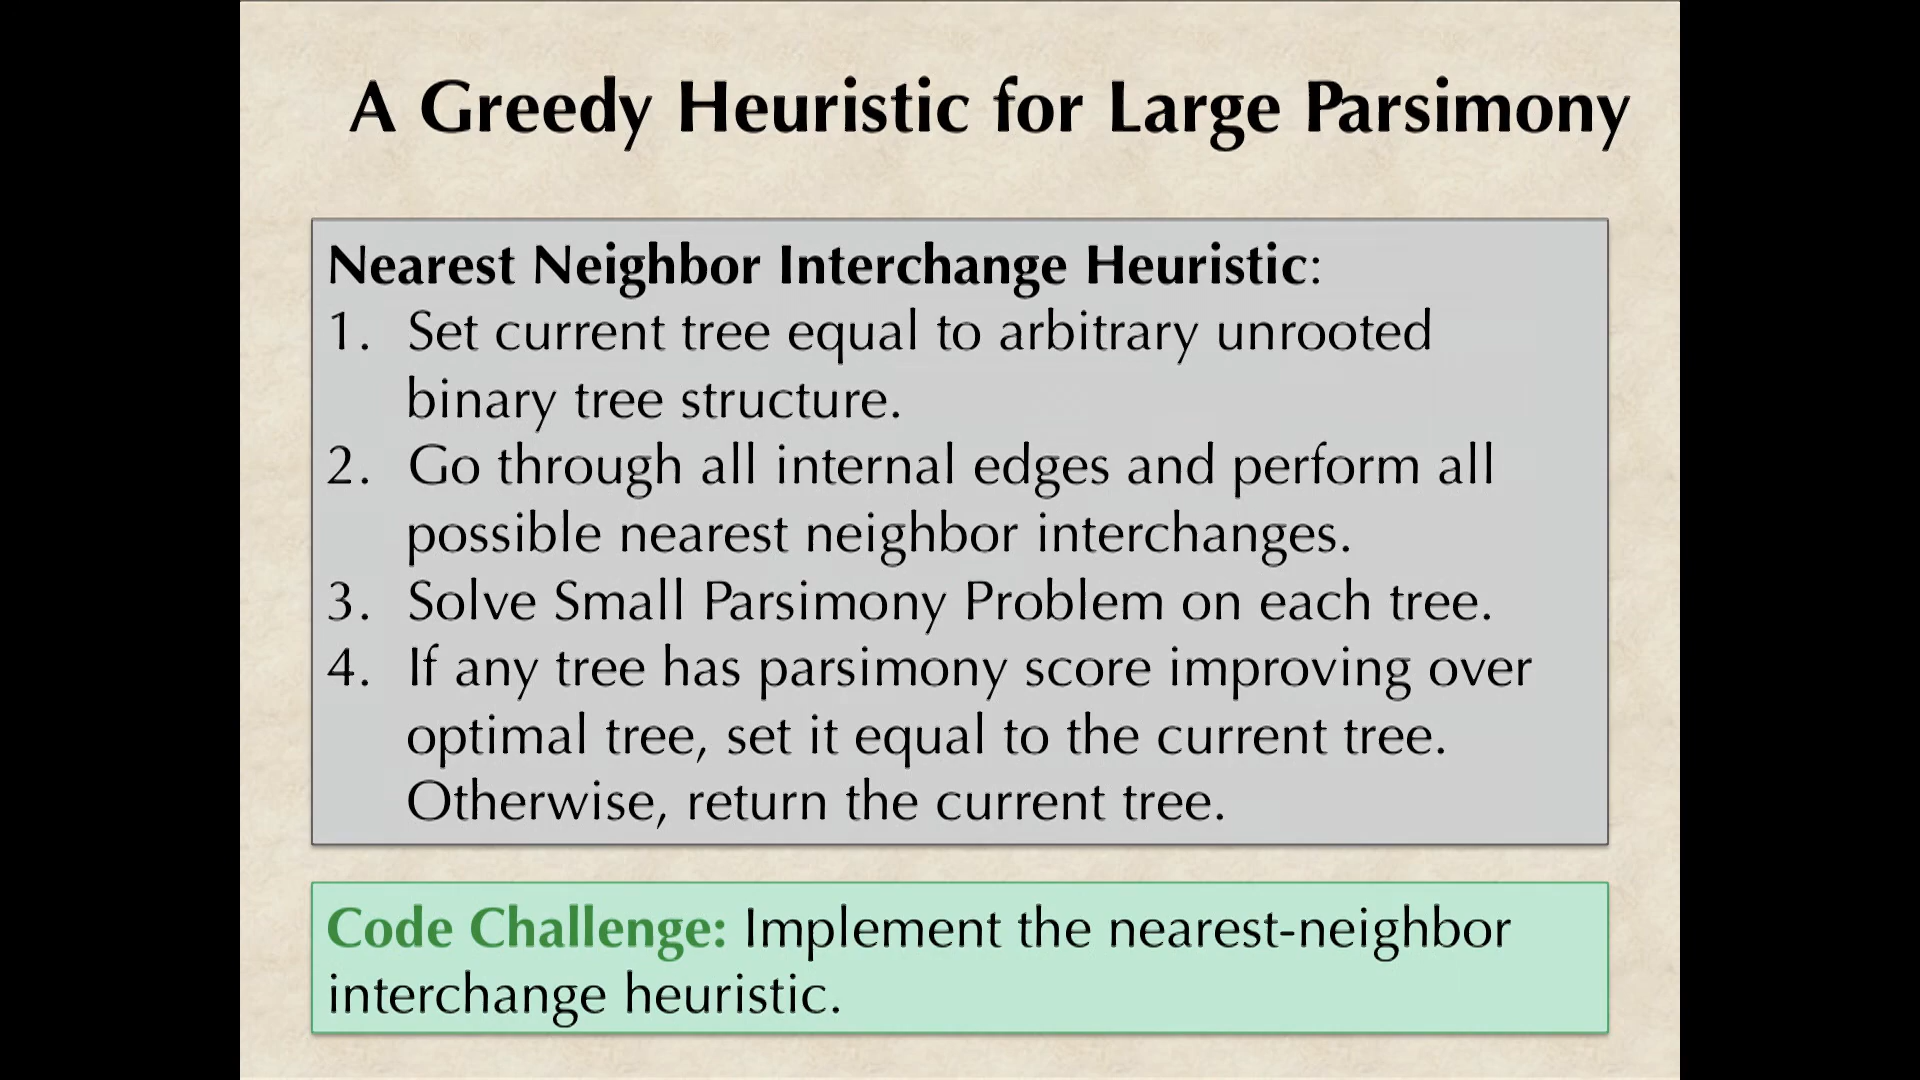 A Greedy Heuristic for Large Parsimony
Nearest Neighbor Interchange Heuristic:
1. Set current tree equal to arbitrary unrooted
binary tree structure.
2. Go through all internal edges and perform all
possible nearest neighbor interchanges.
3. Solve Small Parsimony Problem on each tree.
4. If any tree has parsimony score improving over
optimal tree, set it equal to the current tree.
Otherwise, return the current tree.
Code Challenge: Implement the nearest-neighbor
interchange heuristic.